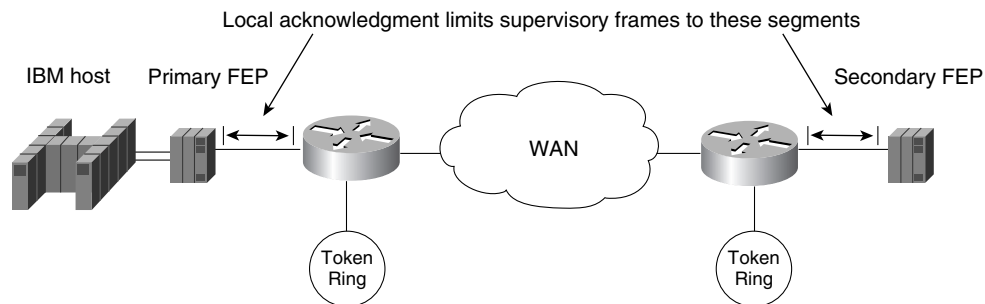 Local acknowledgment limits supervisory frames to these segments
IBM host
Primary FEP
Secondary FEP
WAN
Token
Ring
Token
Ring